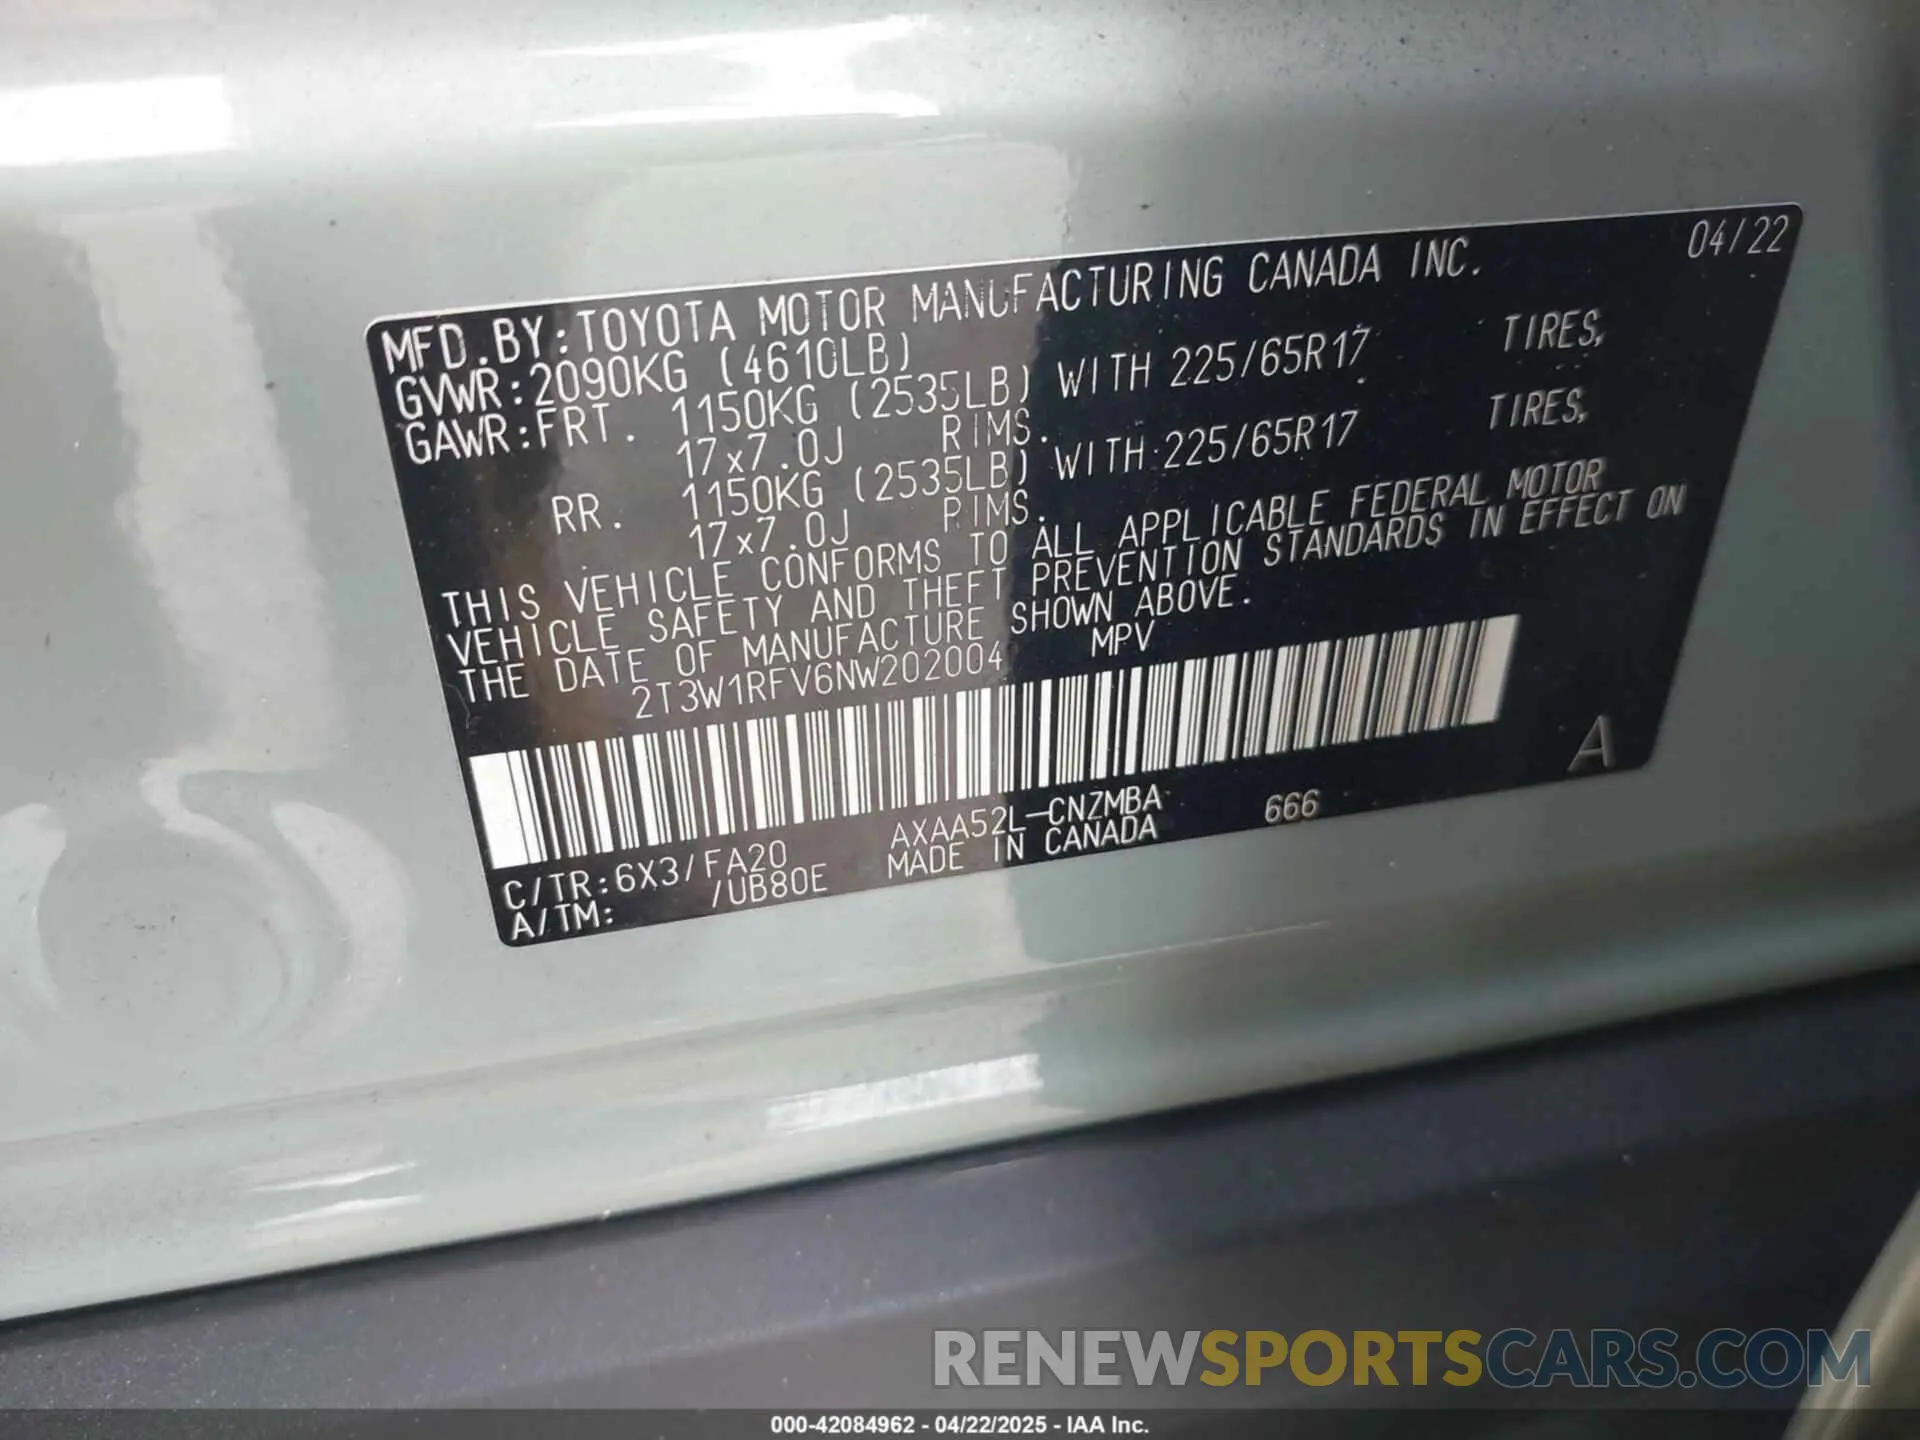 04/22
MFD. BY: TOYOTA MOTOR MANUFACTURING CANADA INC.
GVWR: 2090KG (4610LB)
GAWR: FRT. 1150KG (2535LB) WITH 225/65R17 TIRES,
17x7.0J RIMS.
RR. 1150KG (2535LB) WITH 225/65R17 TIRES,
17x7.0J RIMS.
THIS VEHICLE CONFORMS TO ALL APPLICABLE FEDERAL MOTOR
VEHICLE SAFETY AND THEFT PREVENTION STANDARDS IN EFFECT ON
THE DATE OF MANUFACTURE SHOWN ABOVE.
2T3W1RFV6NW202004 MPV
A
C/TR: 6X3/FA20 AXAA52L-CNZMBA 666
A/TM: /UB80E MADE IN CANADA
RENEWSPORTSCARS.COM
000-42084962 - 04/22/2025 - IAA Inc.